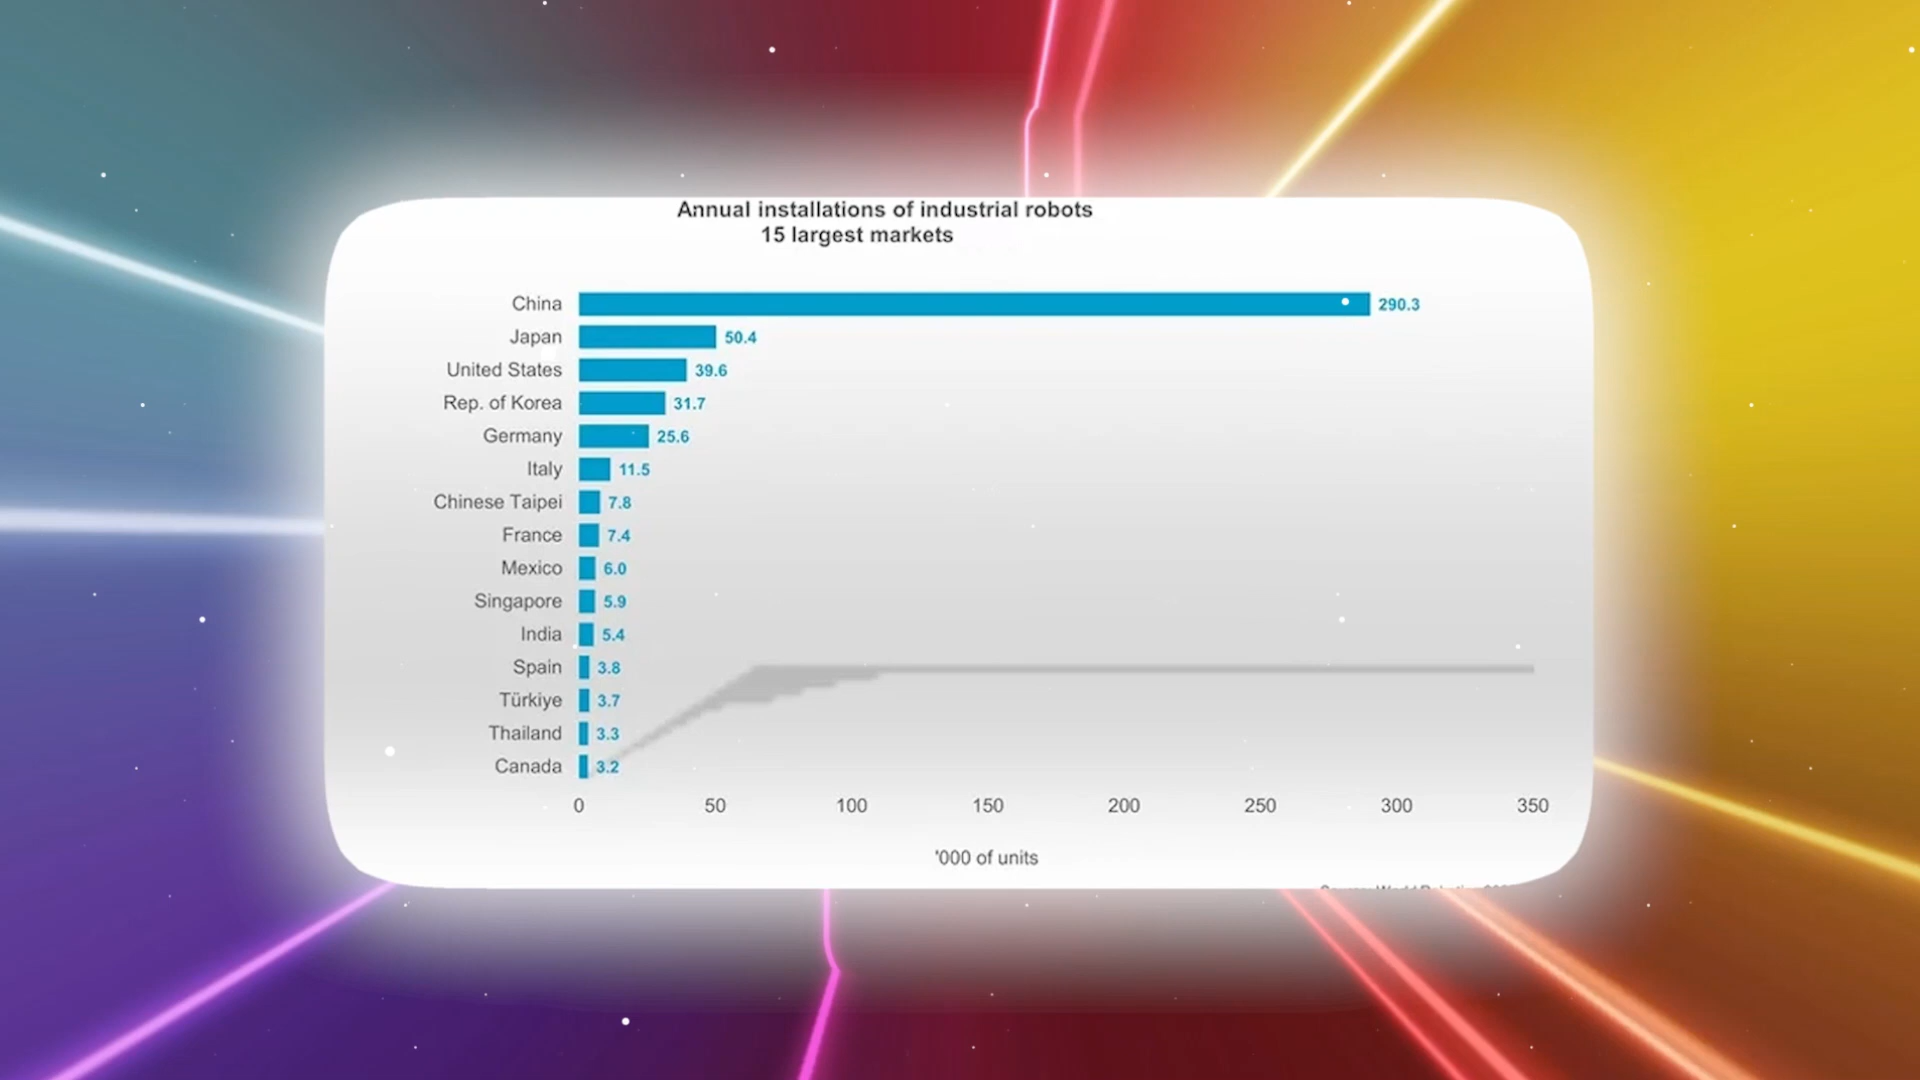 Annual installations of industrial robots
15 largest markets
China 290.3
Japan 50.4
United States 39.6
Rep. of Korea 31.7
Germany 25.6
Italy 11.5
Chinese Taipei 7.8
France 7.4
Mexico 6.0
Singapore 5.9
India 5.4
Spain 3.8
Türkiye 3.7
Thailand 3.3
Canada 3.2
0 50 100 150 200 250 300 350
'000 of units